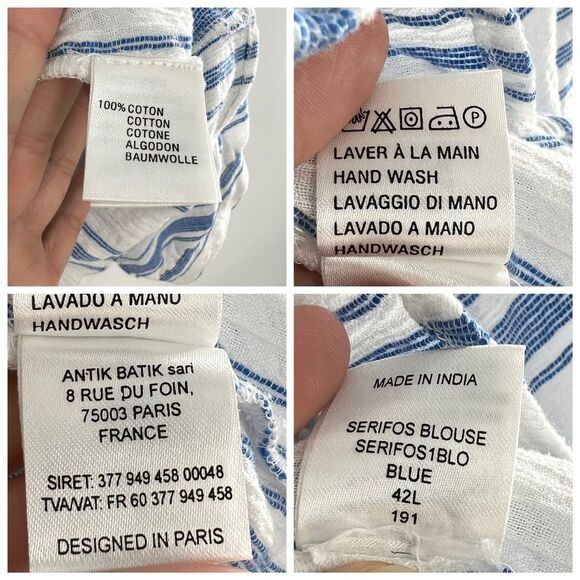 100% COTON
COTTON
COTONE
ALGODON
BAUMWOLLE
P
LAVER À LA MAIN
HAND WASH
LAVAGGIO DI MANO
LAVADO A MANO
HANDWASCH
LAVADO A MANO
HANDWASCH
ANTIK BATIK sarl
8 RUE DU FOIN,
75003 PARIS
FRANCE
SIRET: 377 949 458 00048
TVA/VAT: FR 60 377 949 458
DESIGNED IN PARIS
MADE IN INDIA
SERIFOS BLOUSE
SERIFOS1BLO
BLUE
42L
191